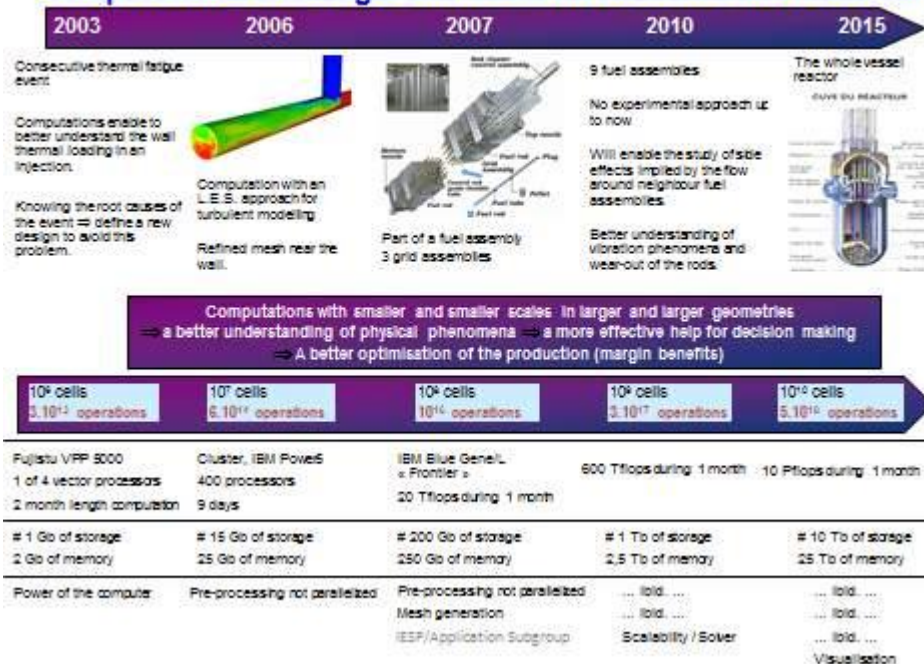 2003
2006
2007
2010
2015
Consecutive thermal fatigue
event
Computations enable to
better understand the wall
thermal loading in an
injection.
Knowing the root causes of
the event ⇒ define a new
design to avoid this
problem.
Computation with an
L.E.S. approach for
turbulent modelling
Refined mesh near the
wall.
Part of a fuel assembly
3 grid assemblies
9 fuel assemblies
No experimental approach up
to now
Will enable the study of side
effects implied by the flow
around neighbour fuel
assemblies.
Better understanding of
vibration phenomena and
wear-out of the rods.
The whole vessel
reactor
CUVE DU REACTEUR
Computations with smaller and smaller scales in larger and larger geometries
⇒ a better understanding of physical phenomena ⇒ a more effective help for decision making
⇒ A better optimisation of the production (margin benefits)
cells
operations
10⁷ cells
operations
cells
operations
cells
operations
cells
operations
Fujistu VPP 5000
1 of 4 vector processors
2 month length computation
Cluster, IBM Power5
400 processors
9 days
IBM Blue Gene/L
« Frontier »
20 Tflops during 1 month
600 Tflops during 1 month
10 Pflops during 1 month
# 1 Gb of storage
2 Gb of memory
# 15 Gb of storage
25 Gb of memory
# 200 Gb of storage
250 Gb of memory
# 1 Tb of storage
2,5 Tb of memory
# 10 Tb of storage
25 Tb of memory
Power of the computer
Pre-processing not parallelized
Pre-processing not parallelized
Mesh generation
IESP/Application Subgroup
... ibid. ...
... ibid. ...
Scalability / Solver
... ibid. ...
... ibid. ...
... ibid. ...
Visualisation